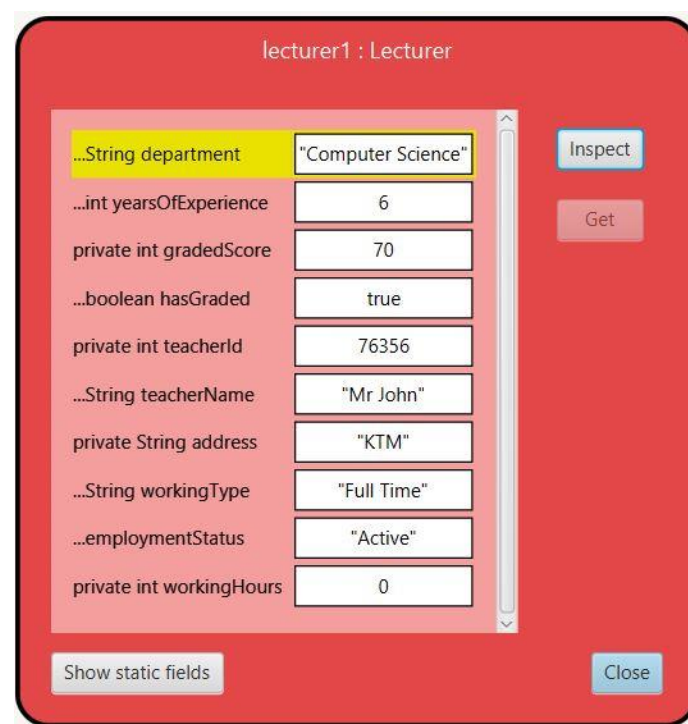 lecturer1 : Lecturer
...String department "Computer Science"
Inspect
...int yearsOfExperience 6
Get
private int gradedScore 70
...boolean hasGraded true
private int teacherId 76356
...String teacherName "Mr John"
private String address "KTM"
...String workingType "Full Time"
...employmentStatus "Active"
private int workingHours 0
Show static fields
Close